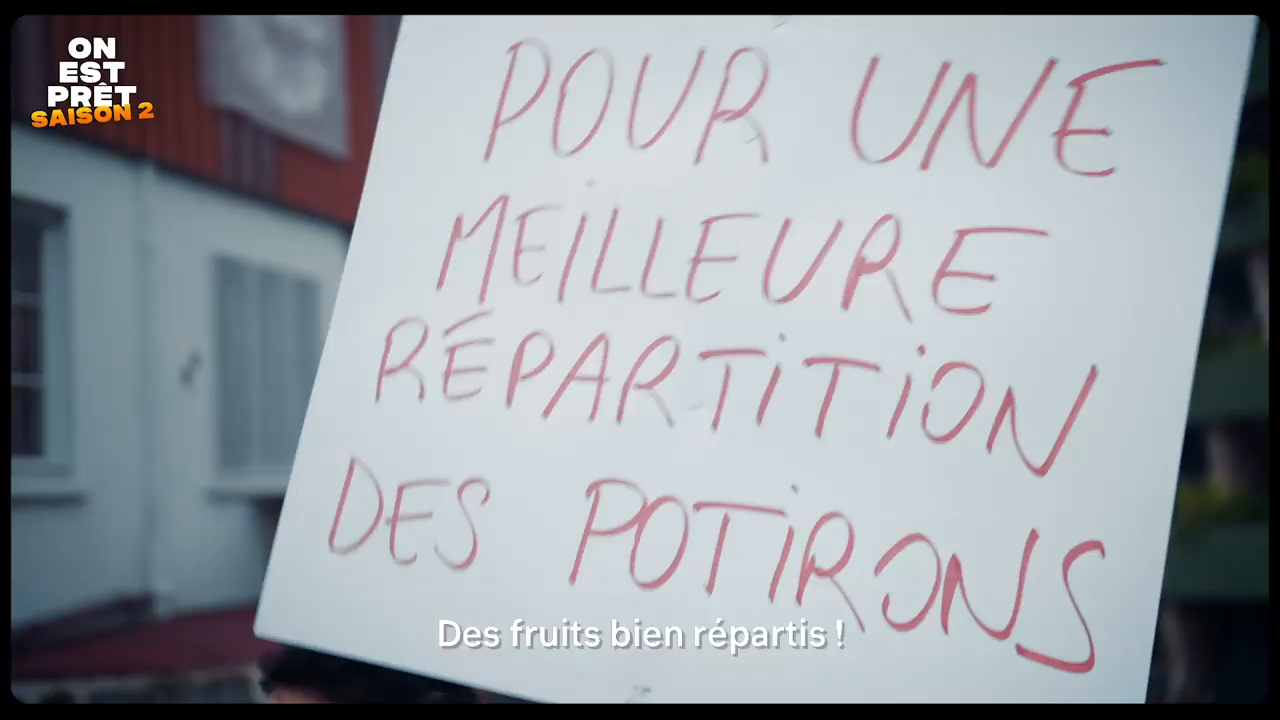 ON
EST
PRÊT
SAISON 2
POUR UNE
MEILLEURE
RÉPARTITION
DES POTIRONS
Des fruits bien répartis !